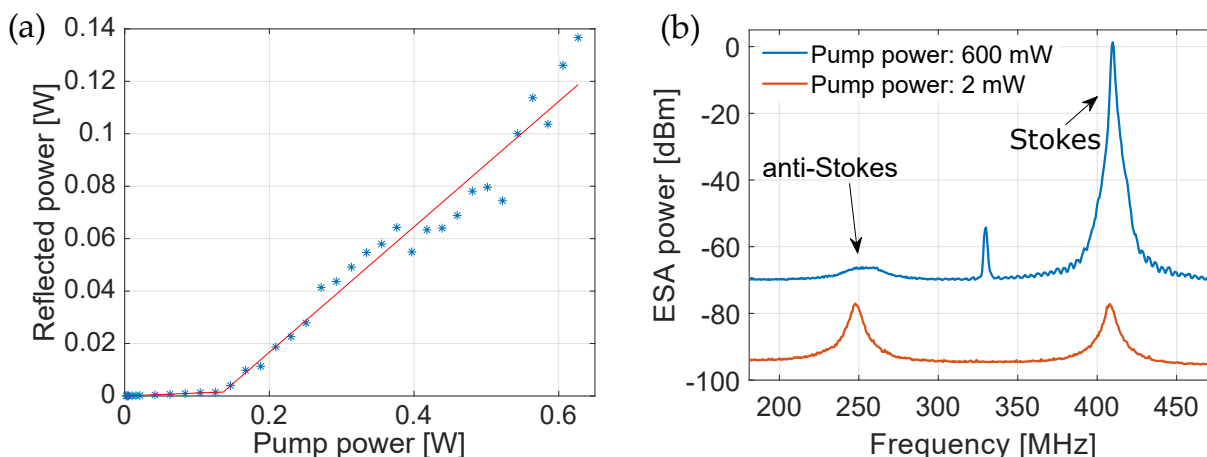 (a)
0.14
0.12
0.1
0.08
0.06
0.04
0.02
0
0 0.2 0.4 0.6
Reflected power [W]
Pump power [W]
(b)
Pump power: 600 mW
Pump power: 2 mW
Stokes
anti-Stokes
0
-20
-40
-60
-80
-100
200 250 300 350 400 450
ESA power [dBm]
Frequency [MHz]